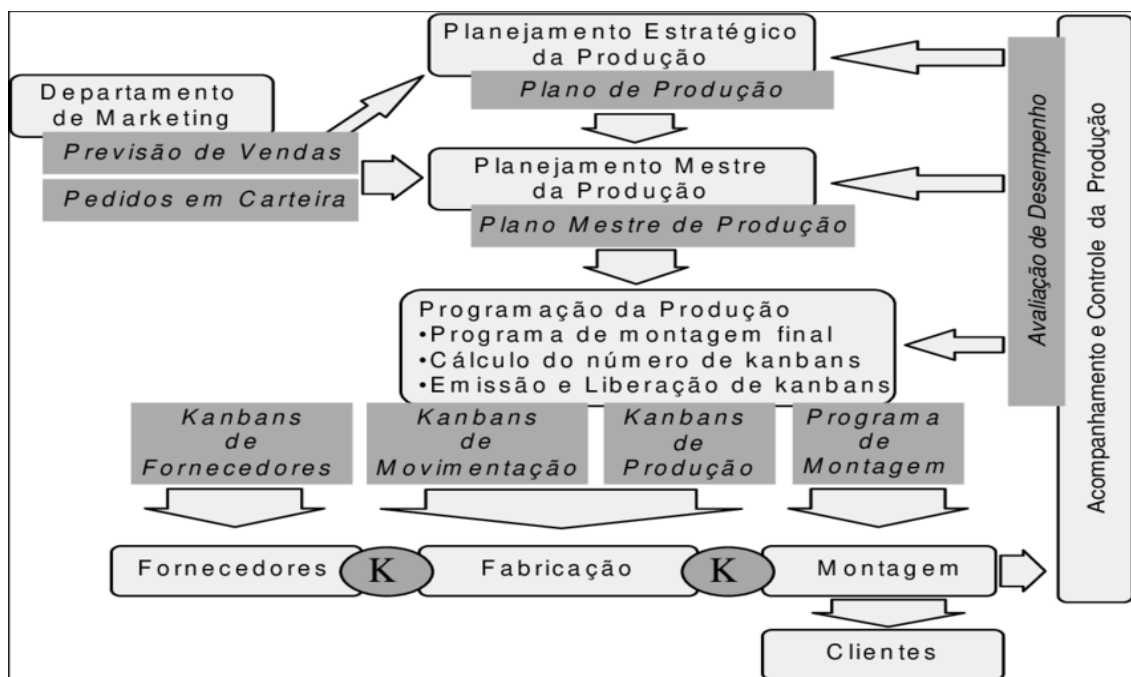 Planejamento Estratégico
da Produção
Plano de Produção
Departamento
de Marketing
Previsão de Vendas
Pedidos em Carteira
Planejamento Mestre
da Produção
Plano Mestre de Produção
Programação da Produção
•Programa de montagem final
•Cálculo do número de kanbans
•Emissão e Liberação de kanbans
Kanbans
de
Fornecedores
Kanbans
de
Movimentação
Kanbans
de
Produção
Programa
de
Montagem
Fornecedores
K
Fabricação
K
Montagem
Clientes
Avaliação de Desempenho
Acompanhamento e Controle da Produção